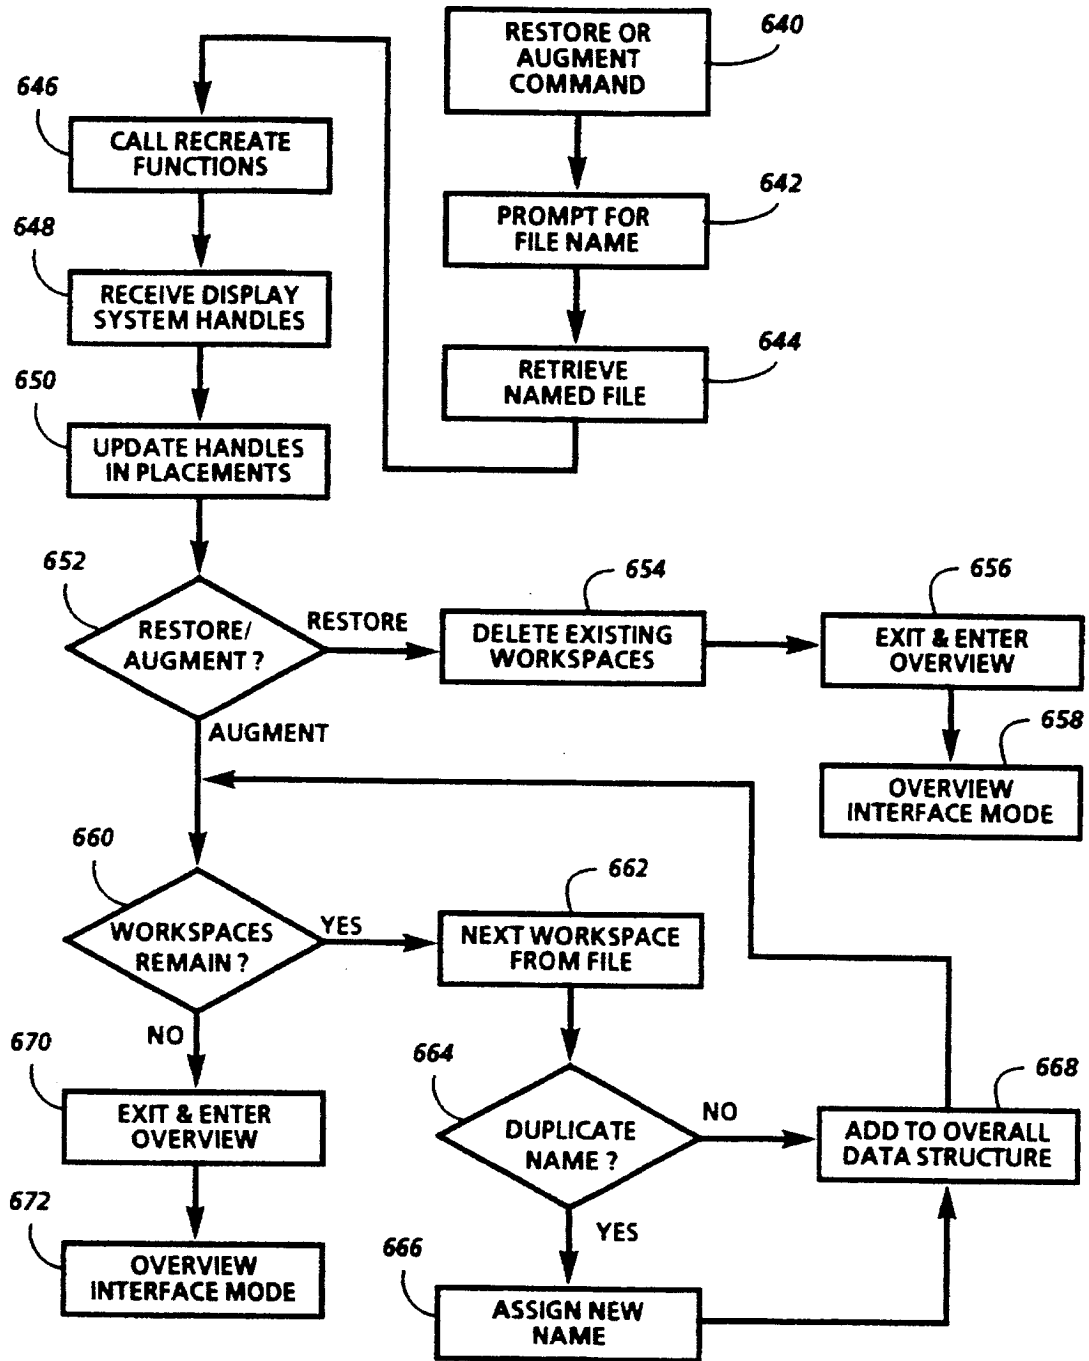 640
RESTORE OR
AUGMENT
COMMAND
646
CALL RECREATE
FUNCTIONS
642
PROMPT FOR
FILE NAME
648
RECEIVE DISPLAY
SYSTEM HANDLES
644
RETRIEVE
NAMED FILE
650
UPDATE HANDLES
IN PLACEMENTS
652
RESTORE/
AUGMENT ?
RESTORE
AUGMENT
654
DELETE EXISTING
WORKSPACES
656
EXIT & ENTER
OVERVIEW
658
OVERVIEW
INTERFACE MODE
660
WORKSPACES
REMAIN ?
YES
NO
662
NEXT WORKSPACE
FROM FILE
664
DUPLICATE
NAME ?
NO
YES
668
ADD TO OVERALL
DATA STRUCTURE
670
EXIT & ENTER
OVERVIEW
672
OVERVIEW
INTERFACE MODE
666
ASSIGN NEW
NAME